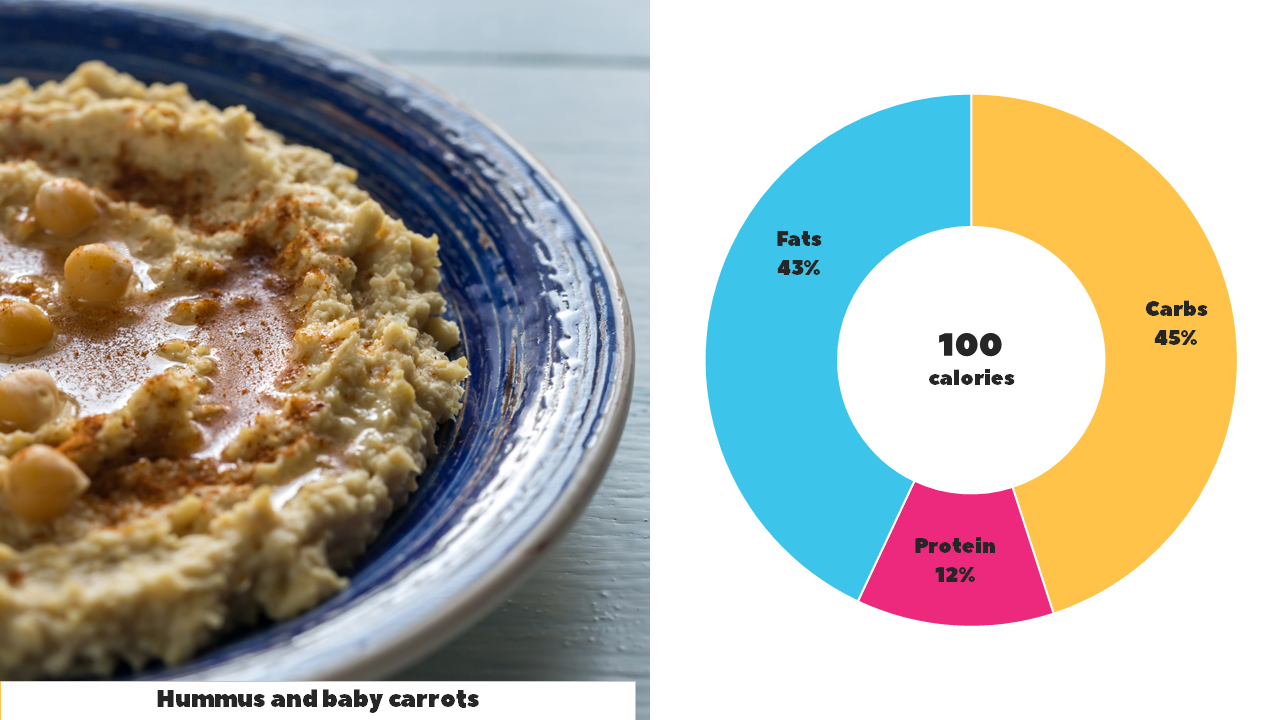 Hummus and baby carrots
Fats
43%
Carbs
45%
100
calories
Protein
12%